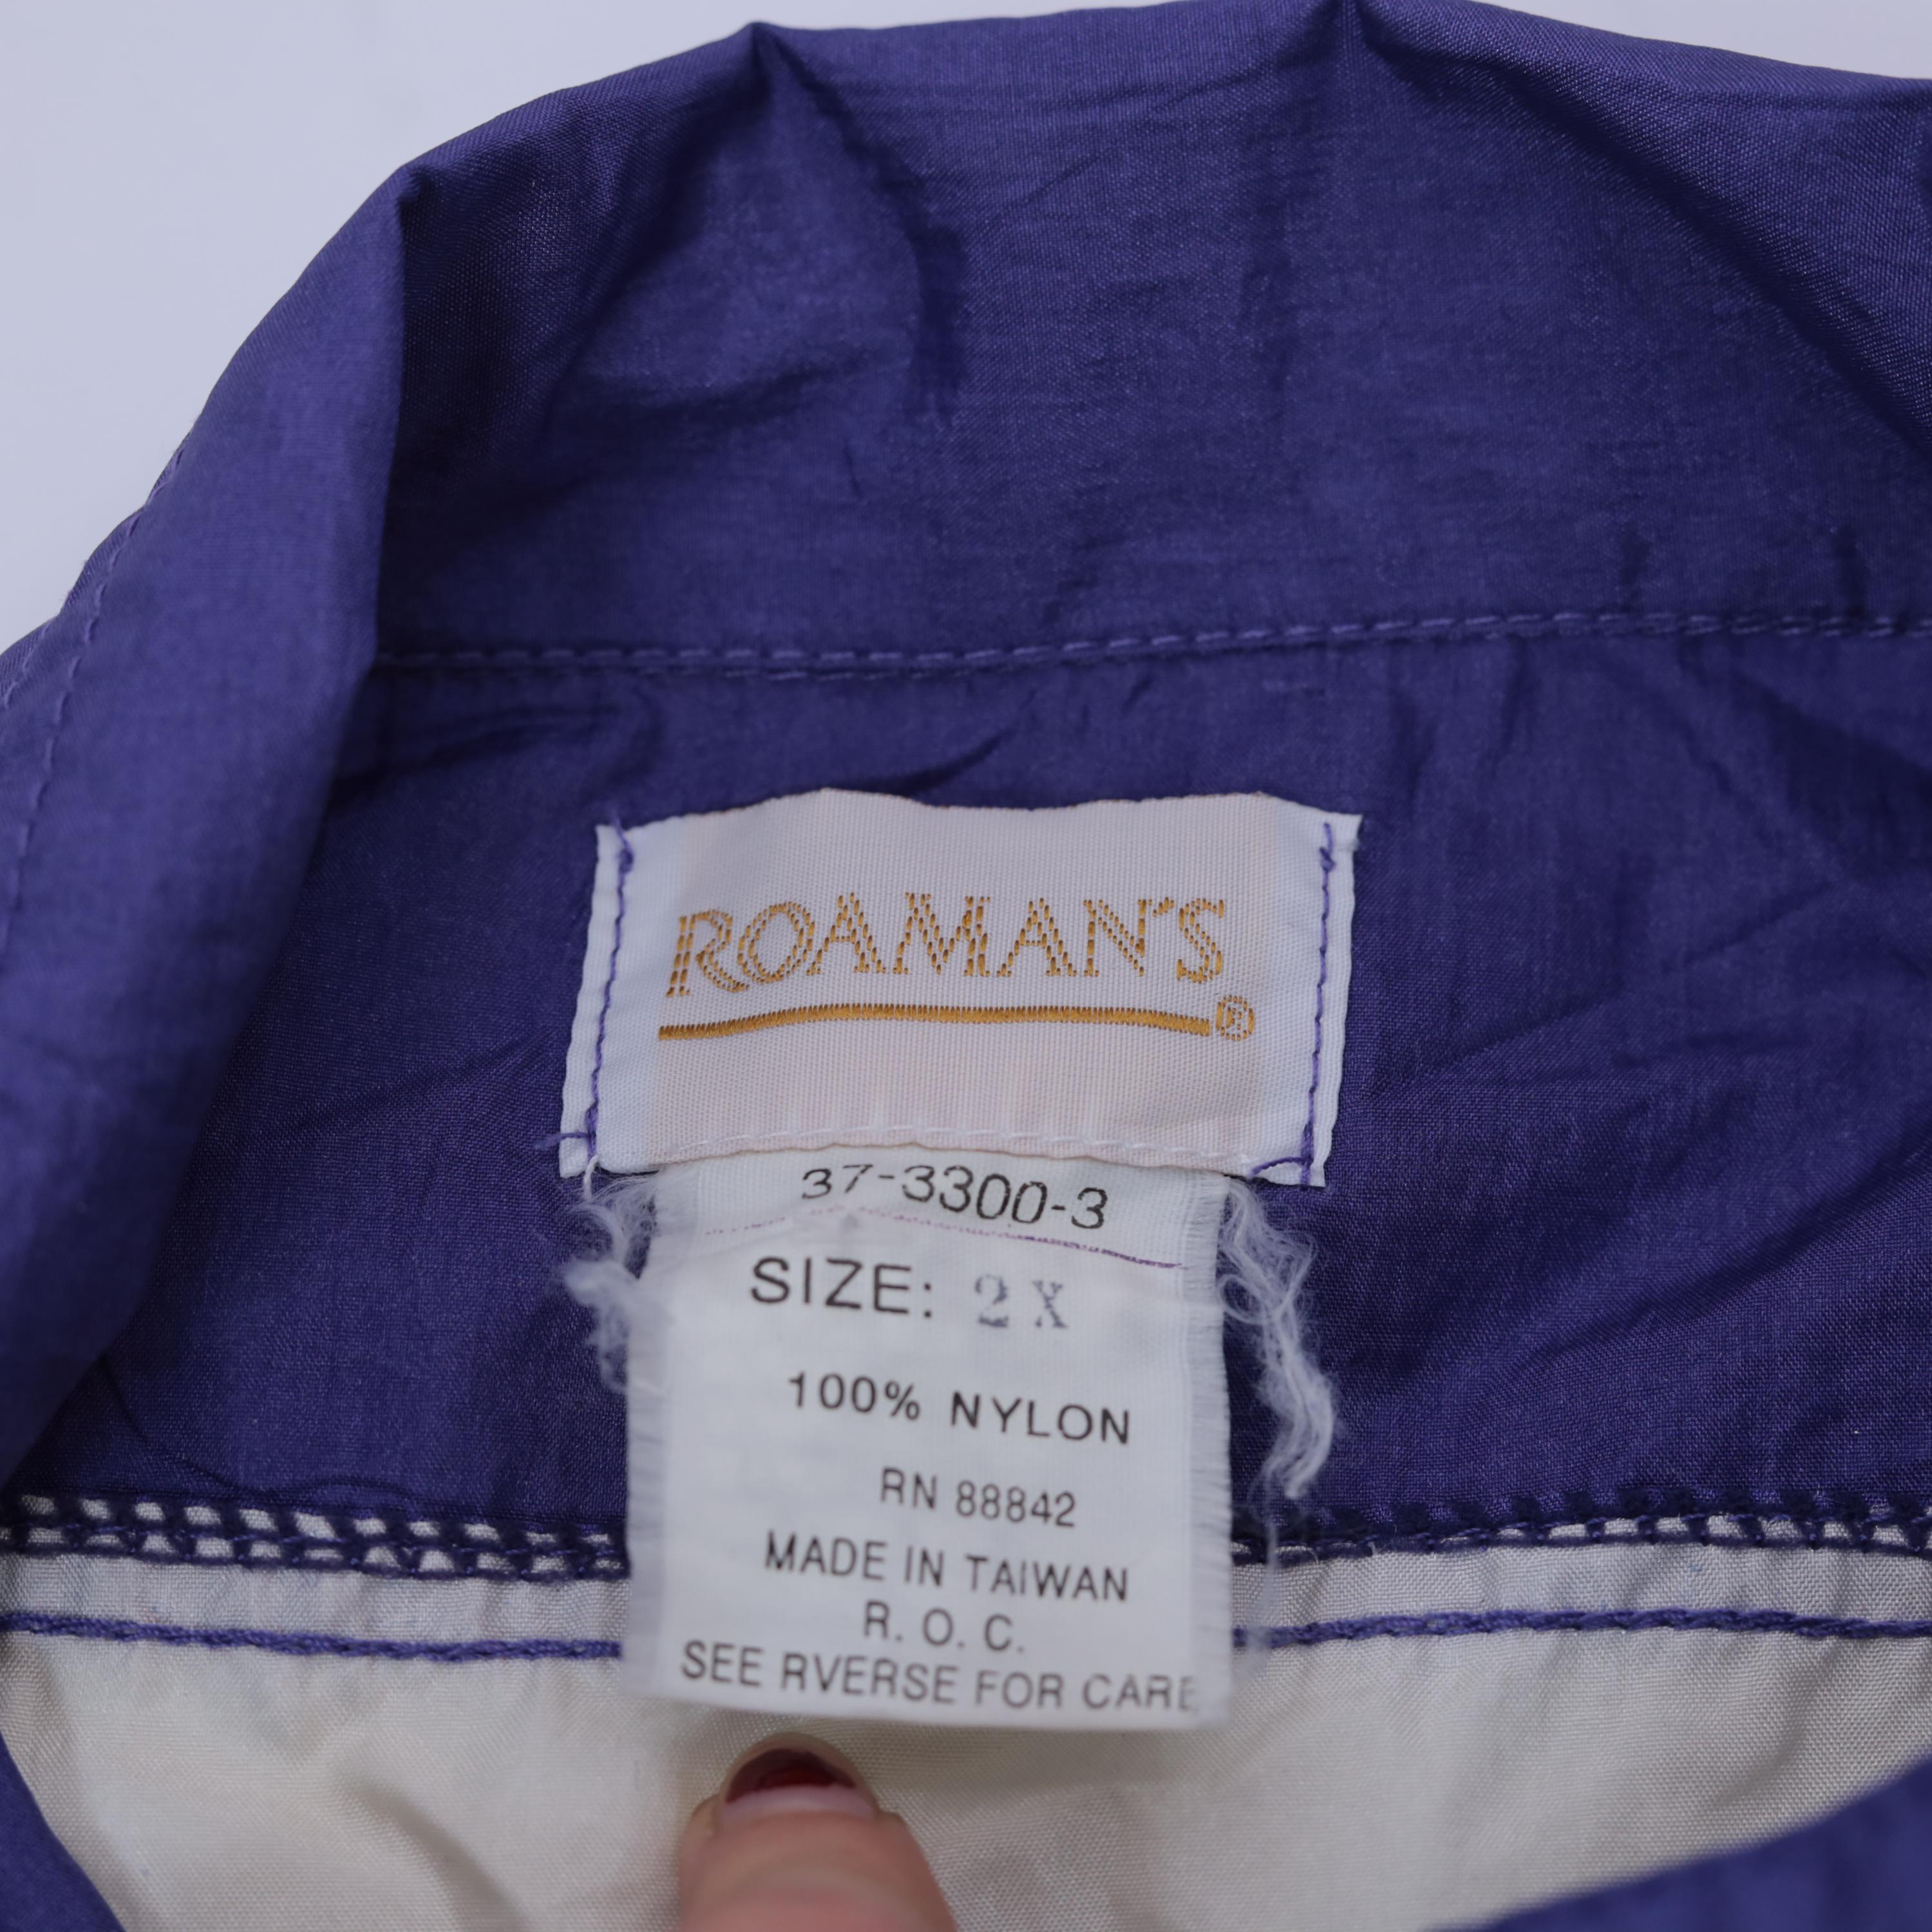 ROAMAN'S
®
37-3300-3
SIZE: 2X
100% NYLON
RN 88842
MADE IN TAIWAN
R. O. C.
SEE RVERSE FOR CARE